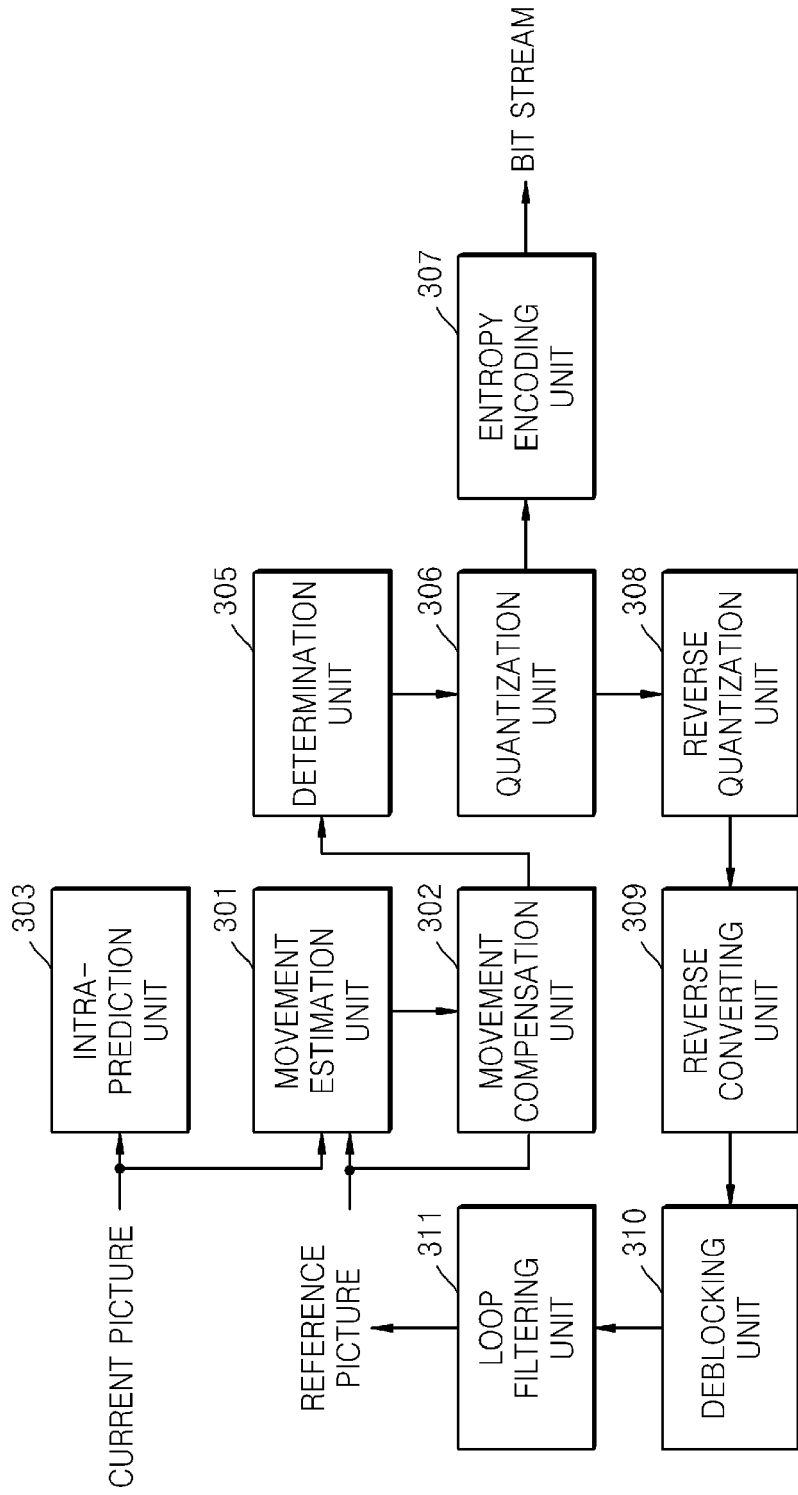 CURRENT PICTURE
303
INTRA-
PREDICTION
UNIT
REFERENCE
PICTURE
301
MOVEMENT
ESTIMATION
UNIT
305
DETERMINATION
UNIT
311
LOOP
FILTERING
UNIT
302
MOVEMENT
COMPENSATION
UNIT
306
QUANTIZATION
UNIT
307
ENTROPY
ENCODING
UNIT
BIT STREAM
310
DEBLOCKING
UNIT
309
REVERSE
CONVERTING
UNIT
308
REVERSE
QUANTIZATION
UNIT